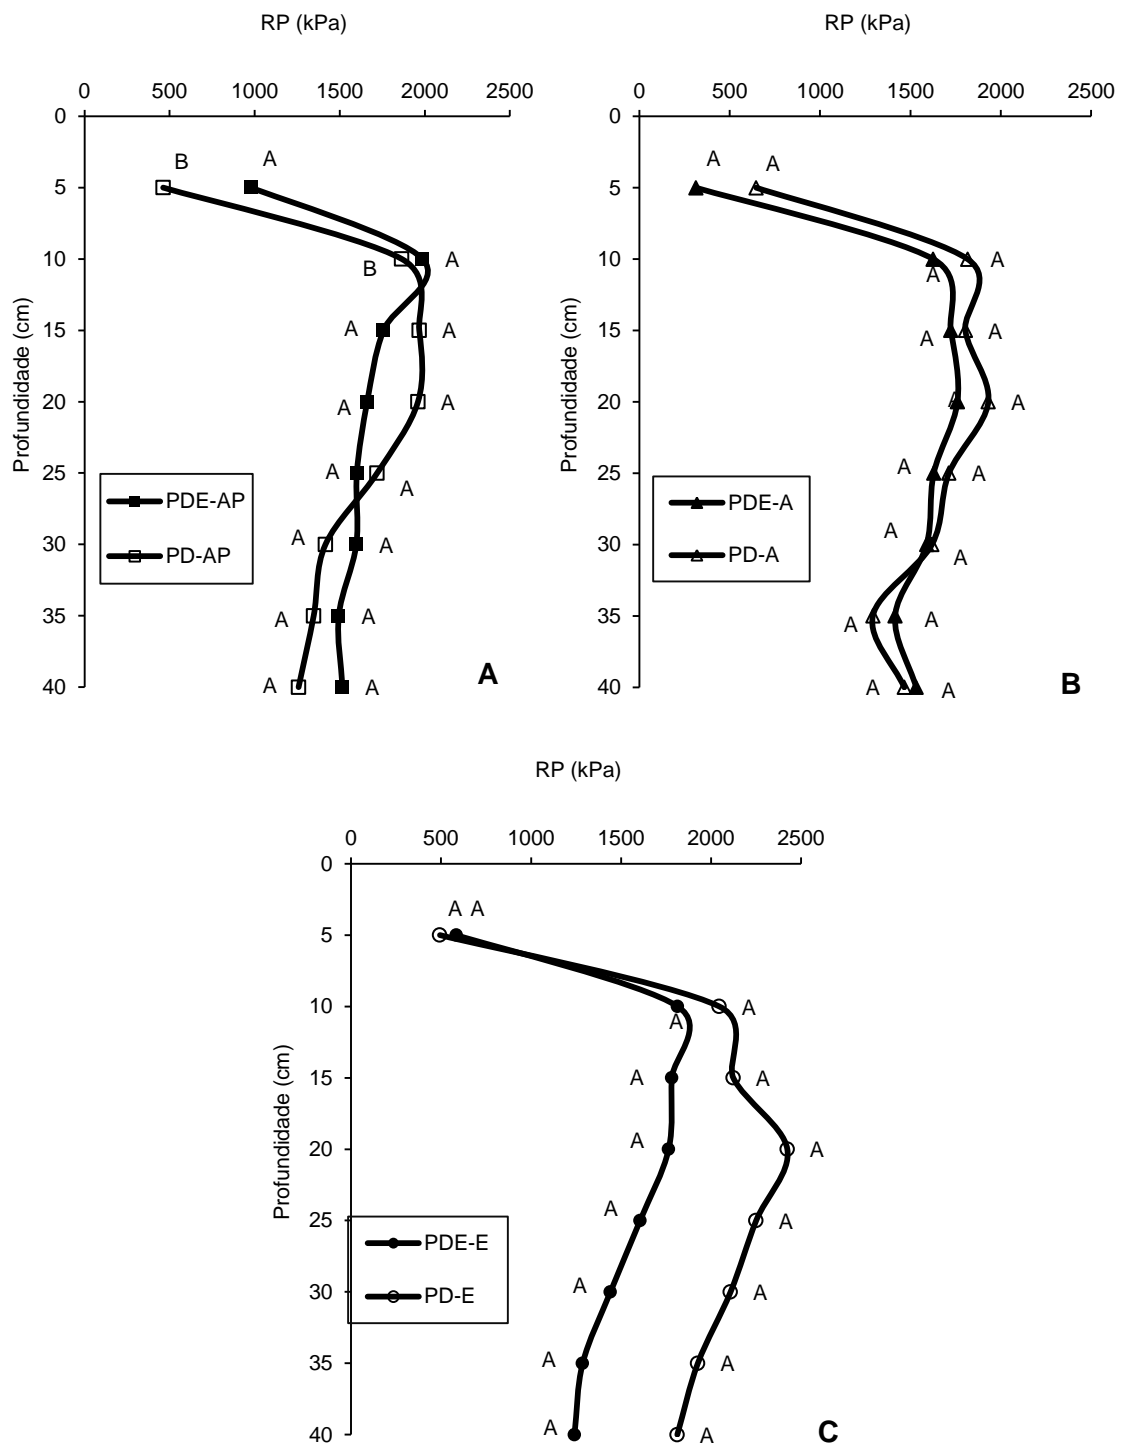 RP (kPa)
0 500 1000 1500 2000 2500
0
B A
5
10 A
B
15 A A
20 A A
25 A A
30 A A
35 A A
40 A A
Profundidade (cm)
PDE-AP
PD-AP
A
RP (kPa)
0 500 1000 1500 2000 2500
0
A A
5
10 A
A
15 A A
20 A
25 A A
30 A A
35 A A
40 A A
Profundidade (cm)
PDE-A
PD-A
B
RP (kPa)
0 500 1000 1500 2000 2500
0
A A
5
10 A
A
15 A A
20 A A
25 A A
30 A A
35 A A
40 A A
Profundidade (cm)
PDE-E
PD-E
C